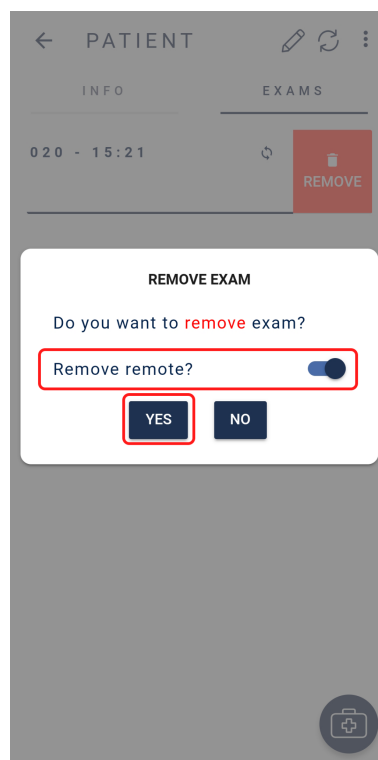 PATIENT
INFO EXAMS
020 - 15:21
REMOVE
REMOVE EXAM
Do you want to remove exam?
Remove remote?
YES NO